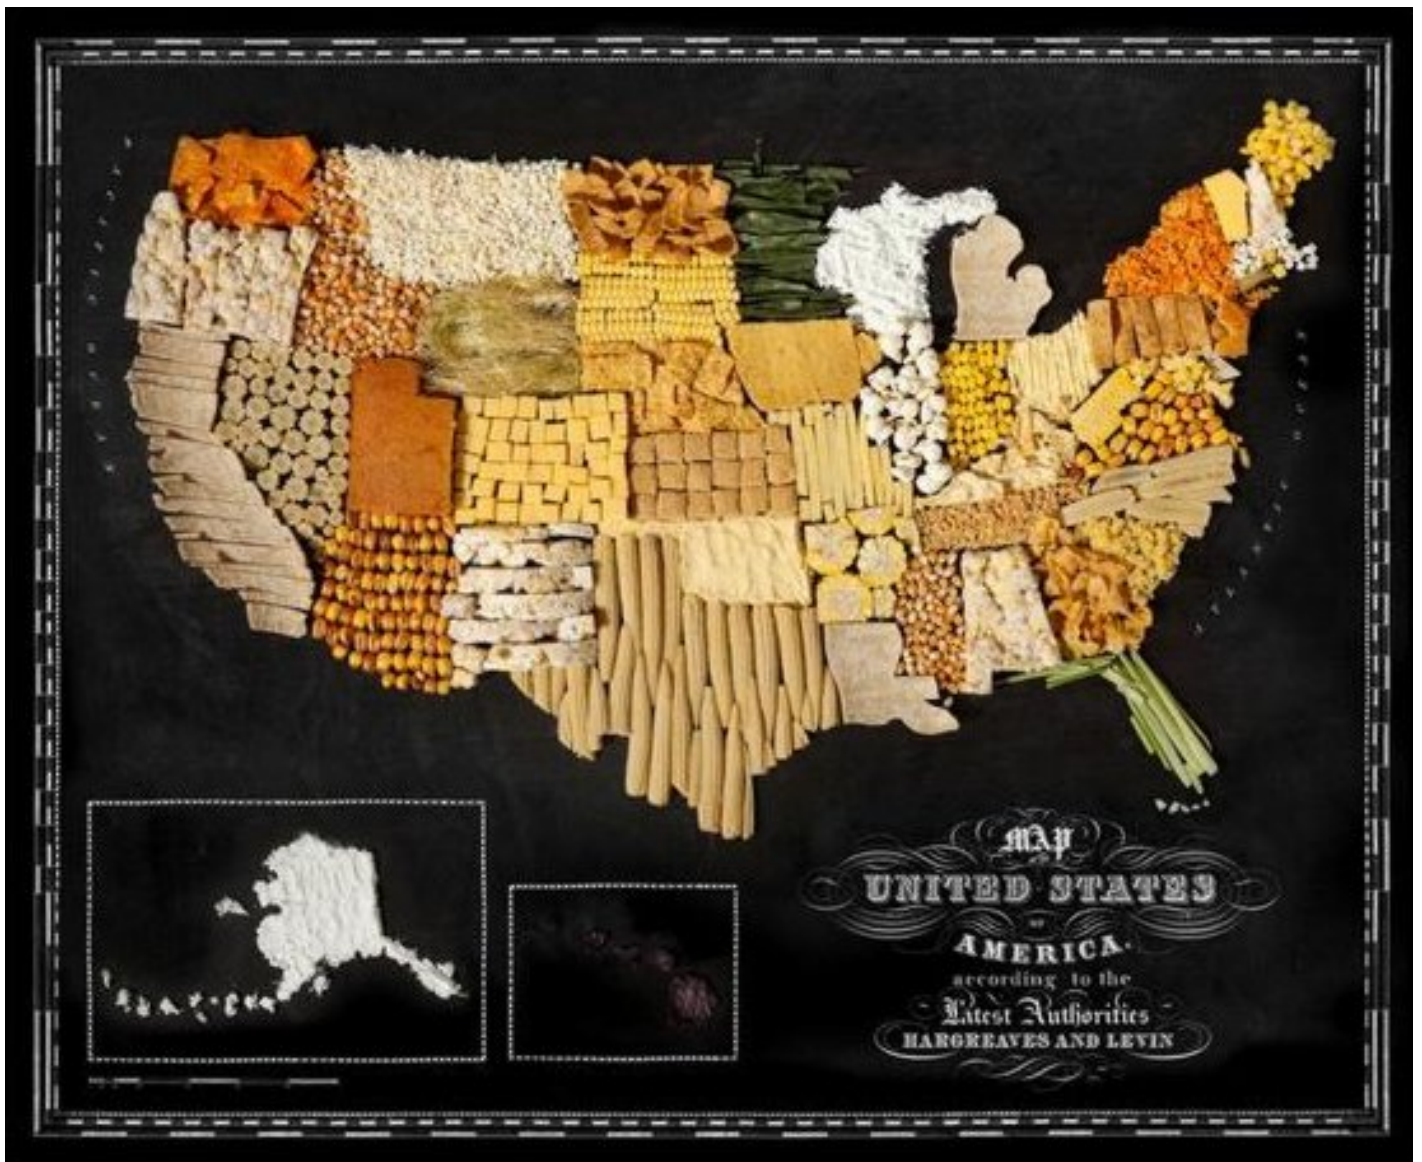 MAP
UNITED STATES
OF
AMERICA.
according to the
Latest Authorities
HARGREAVES AND LEVIN